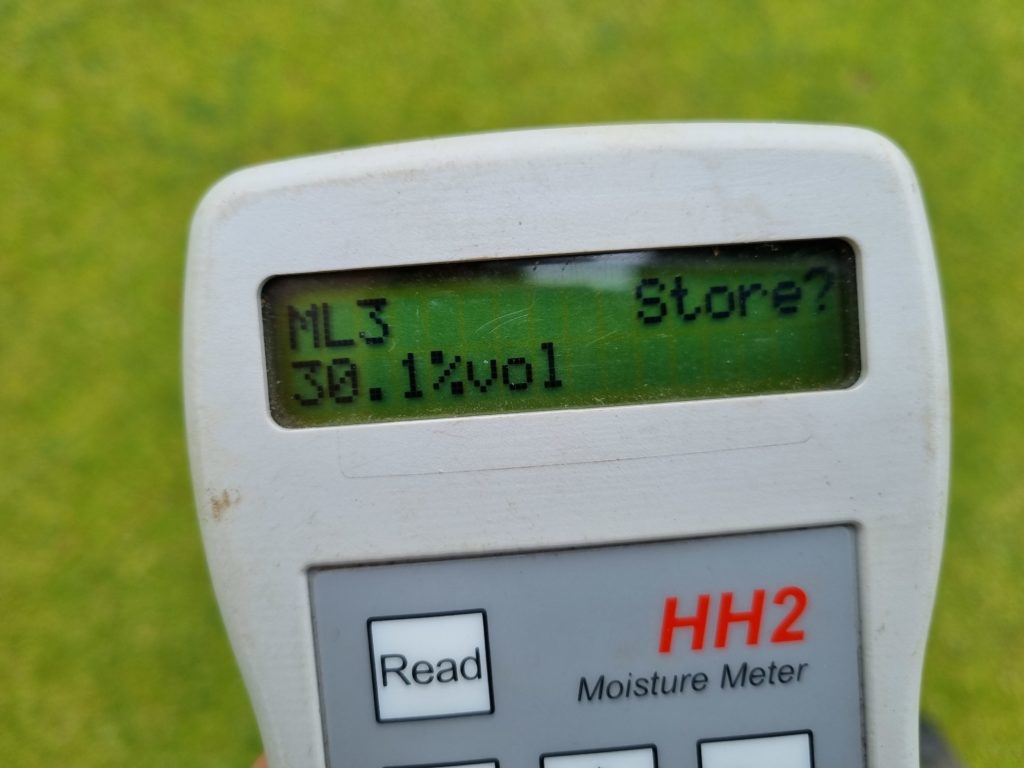 ML3 Store?
30.1%vol
HH2
Read
Moisture Meter